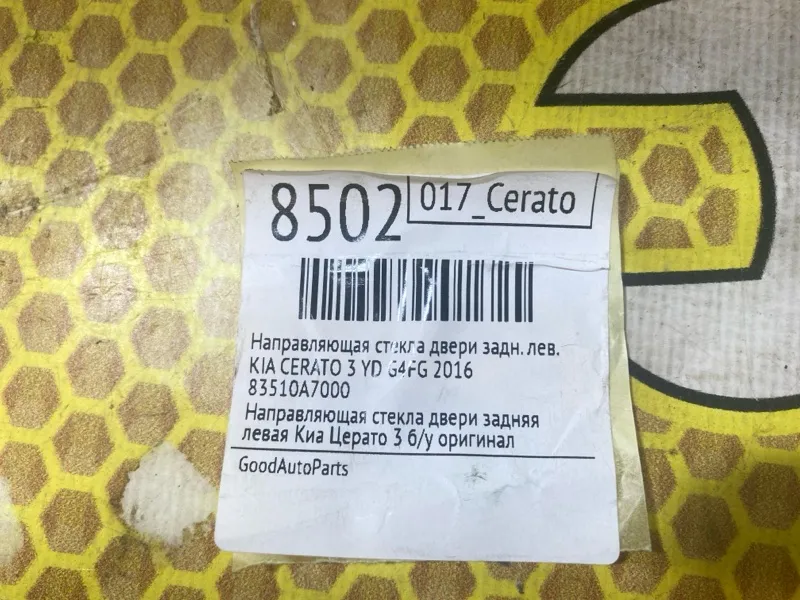 8502
017_Cerato
Направляющая стекла двери задн. лев.
KIA CERATO 3 YD G4FG 2016
83510A7000
Направляющая стекла двери задняя
левая Киа Церато 3 б/у оригинал
GoodAutoParts